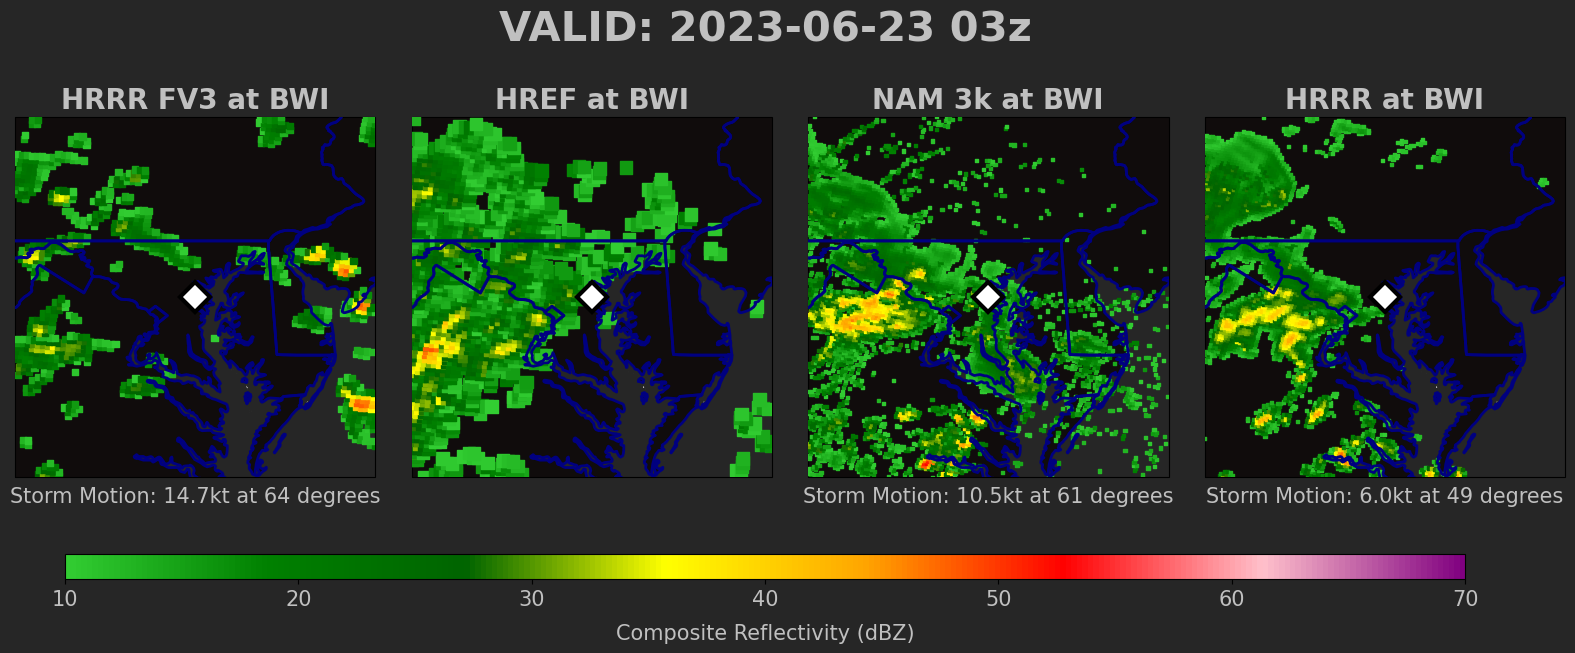 VALID: 2023-06-23 03z
HRRR FV3 at BWI
HREF at BWI
NAM 3k at BWI
HRRR at BWI
Storm Motion: 14.7kt at 64 degrees
Storm Motion: 10.5kt at 61 degrees
Storm Motion: 6.0kt at 49 degrees
10 20 30 40 50 60 70
Composite Reflectivity (dBZ)